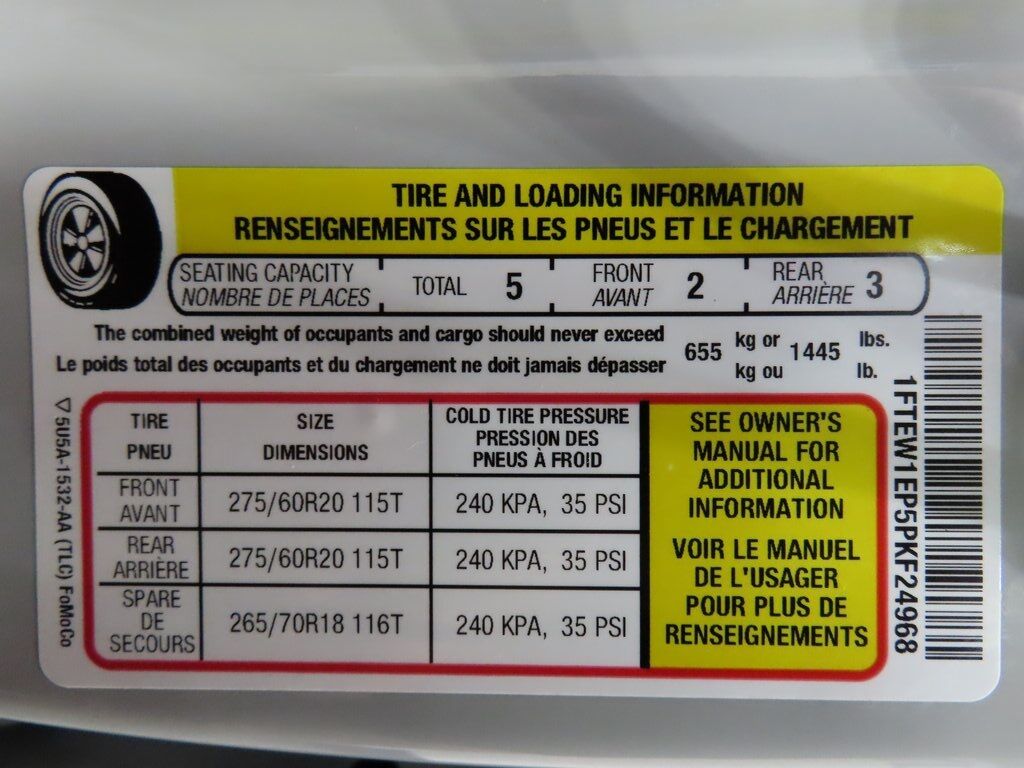 TIRE AND LOADING INFORMATION
RENSEIGNEMENTS SUR LES PNEUS ET LE CHARGEMENT
SEATING CAPACITY
NOMBRE DE PLACES
TOTAL 5
FRONT
AVANT
2
REAR
ARRIÈRE
3
The combined weight of occupants and cargo should never exceed
Le poids total des occupants et du chargement ne doit jamais dépasser
655
kg or
kg ou
1445
lbs.
lb.
TIRE
PNEU
SIZE
DIMENSIONS
COLD TIRE PRESSURE
PRESSION DES
PNEUS À FROID
FRONT
AVANT
275/60R20 115T
240 KPA, 35 PSI
REAR
ARRIÈRE
275/60R20 115T
240 KPA, 35 PSI
SPARE
DE
SECOURS
265/70R18 116T
240 KPA, 35 PSI
SEE OWNER'S
MANUAL FOR
ADDITIONAL
INFORMATION
VOIR LE MANUEL
DE L'USAGER
POUR PLUS DE
RENSEIGNEMENTS
5U5A-1532-AA (TLC) FoMoCo
1FTEW1EP5PKF24968